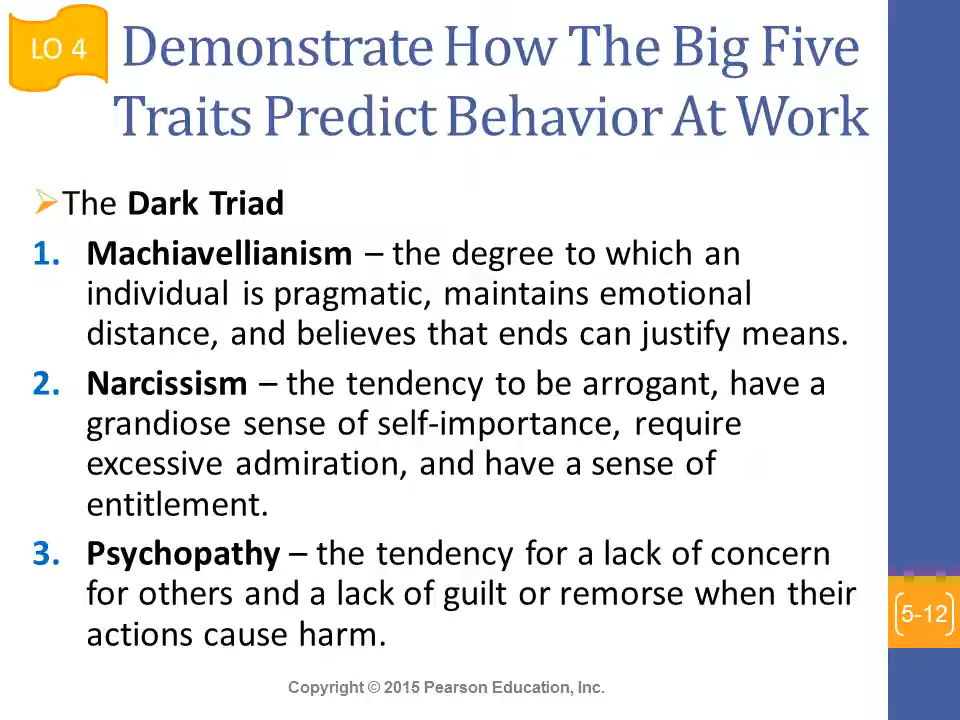 LO 4
Demonstrate How The Big Five
Traits Predict Behavior At Work
The Dark Triad
1. Machiavellianism – the degree to which an
individual is pragmatic, maintains emotional
distance, and believes that ends can justify means.
2. Narcissism – the tendency to be arrogant, have a
grandiose sense of self-importance, require
excessive admiration, and have a sense of
entitlement.
3. Psychopathy – the tendency for a lack of concern
for others and a lack of guilt or remorse when their
actions cause harm.
5-12
Copyright © 2015 Pearson Education, Inc.